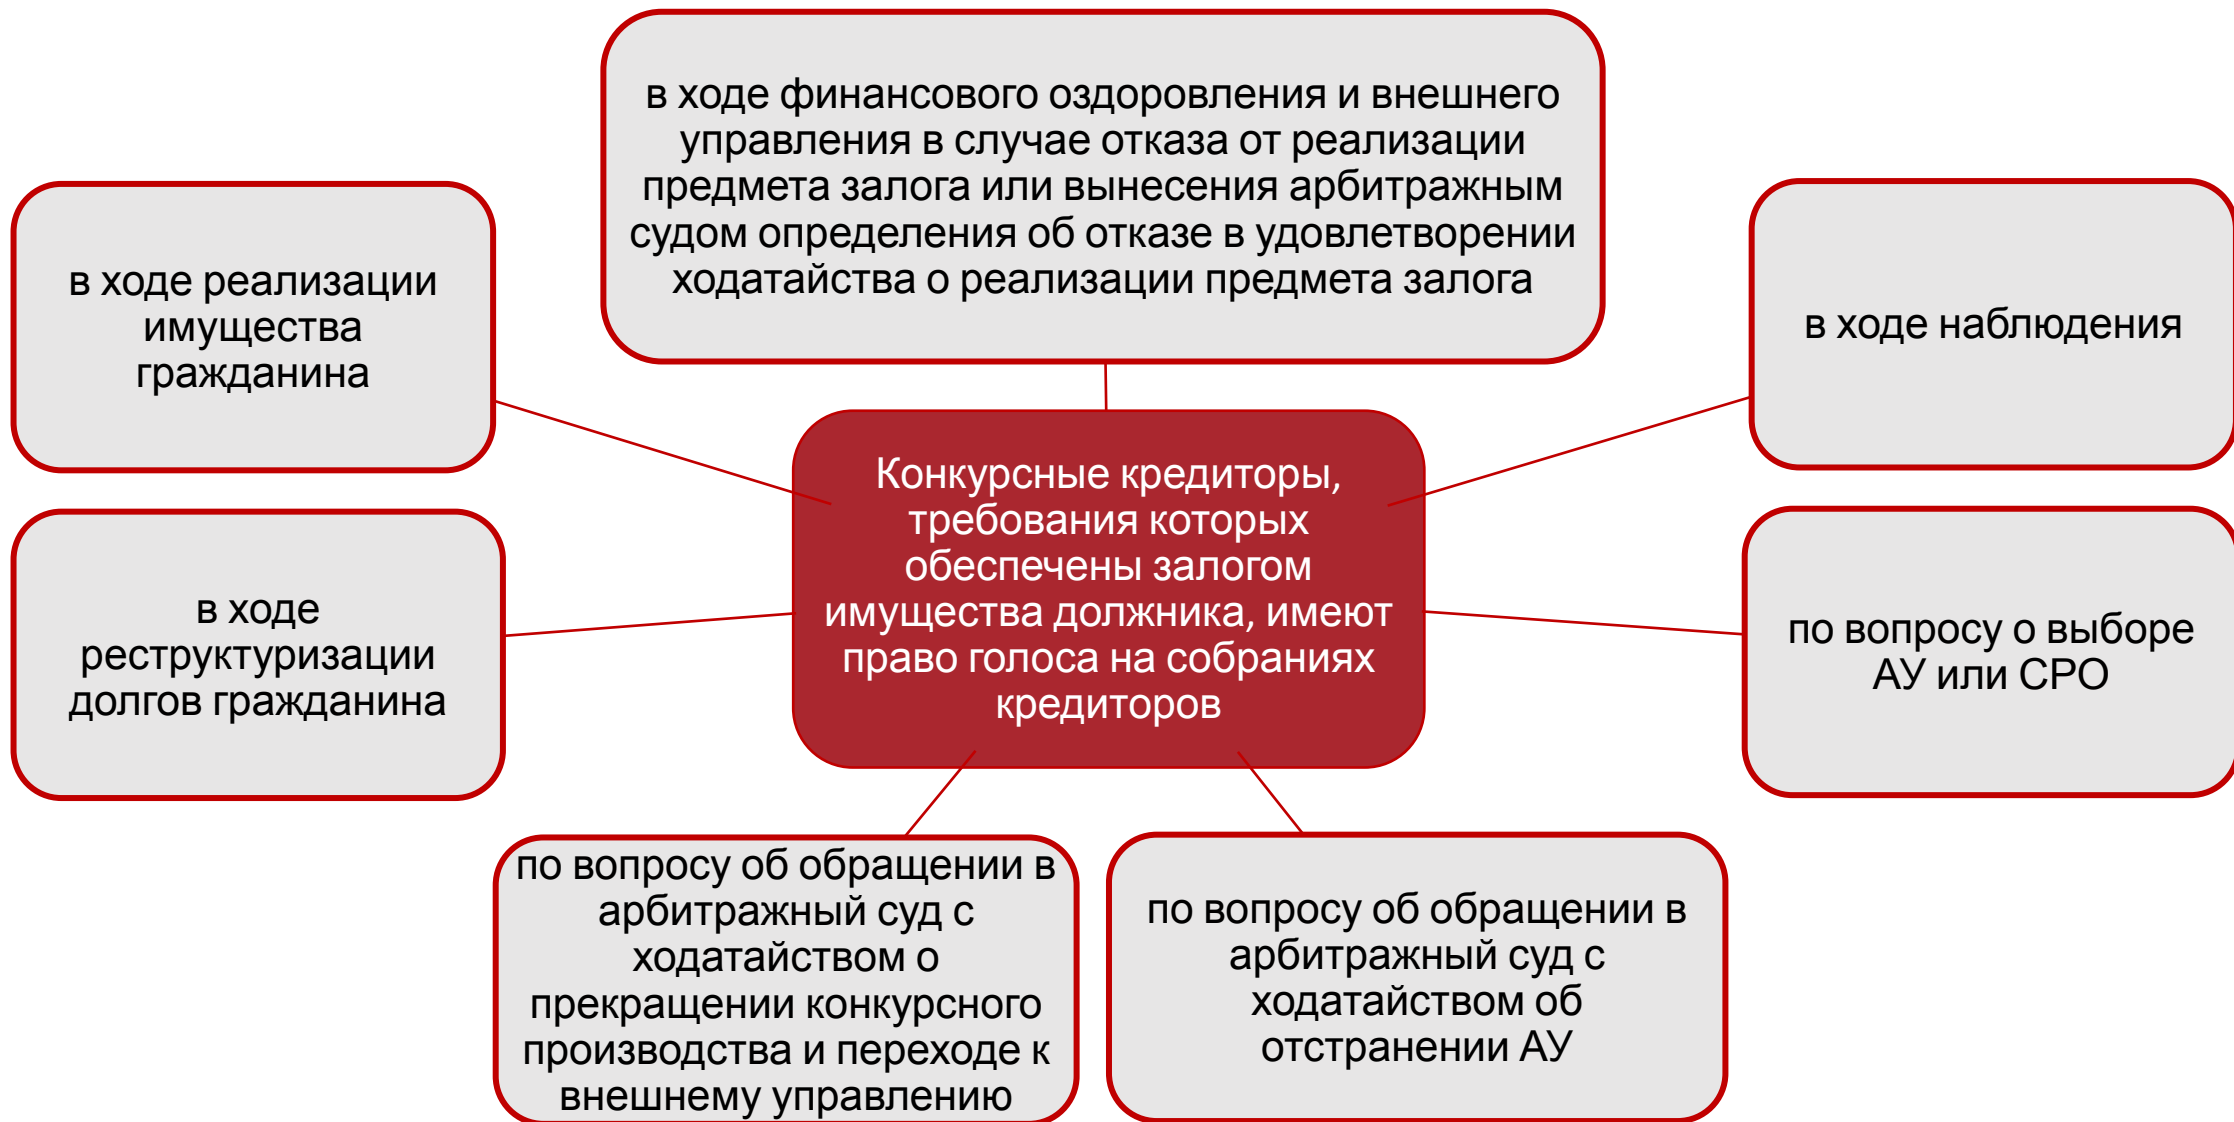 в ходе финансового оздоровления и внешнего
управления в случае отказа от реализации
предмета залога или вынесения арбитражным
судом определения об отказе в удовлетворении
ходатайства о реализации предмета залога
в ходе реализации
имущества
гражданина
в ходе наблюдения
Конкурсные кредиторы,
требования которых
обеспечены залогом
имущества должника, имеют
право голоса на собраниях
кредиторов
в ходе
реструктуризации
долгов гражданина
по вопросу о выборе
АУ или СРО
по вопросу об обращении в
арбитражный суд с
ходатайством о
прекращении конкурсного
производства и переходе к
внешнему управлению
по вопросу об обращении в
арбитражный суд с
ходатайством об
отстранении АУ